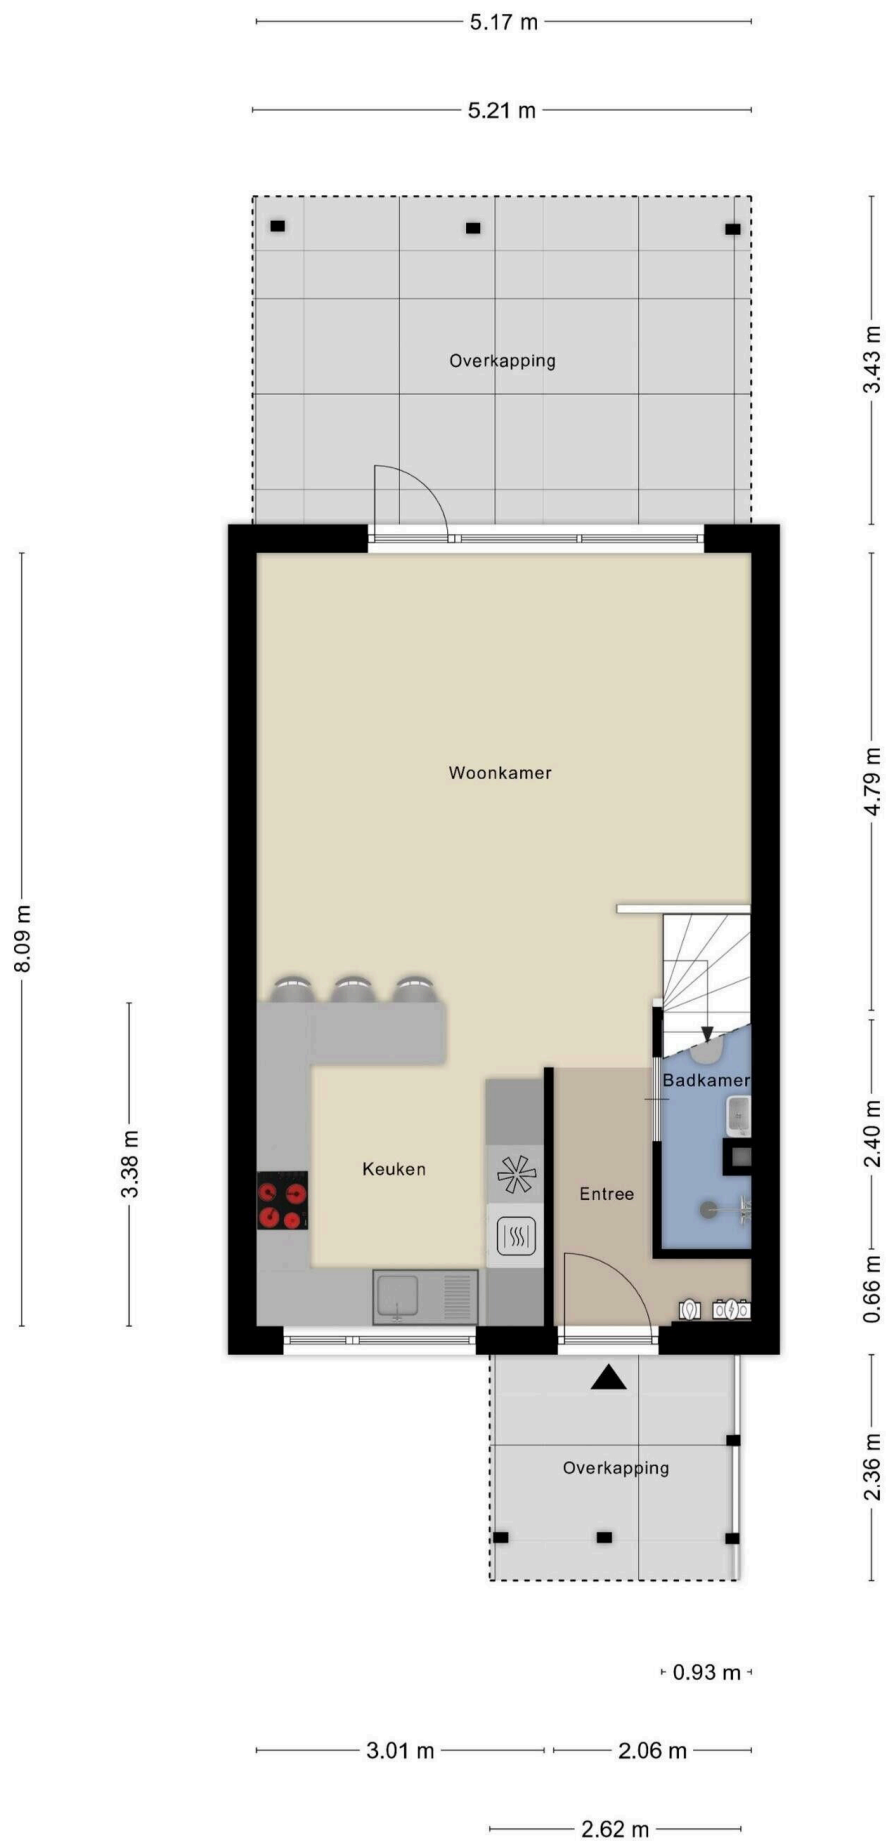 5.17 m
5.21 m
Overkapping
3.43 m
Woonkamer
4.79 m
8.09 m
Badkamer
2.40 m
3.38 m
Keuken
Entree
0.66 m
Overkapping
2.36 m
0.93 m
3.01 m
2.06 m
2.62 m